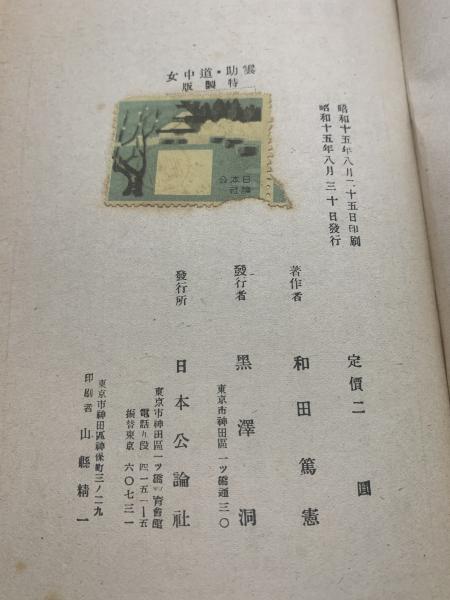 雲助・道中女
特製版
日本公論社
昭和十五年八月二十五日印刷
昭和十五年八月三十日發行
定價二圓
著作者 和田篤憲
發行者 黑澤洞
東京市神田區一ツ橋通三〇
發行所 日本公論社
東京市神田區一ツ橋
電話九段 四一五一―五
振替東京 六〇七三一
東京市神田區神保町三ノ二九
印刷者 山縣精一